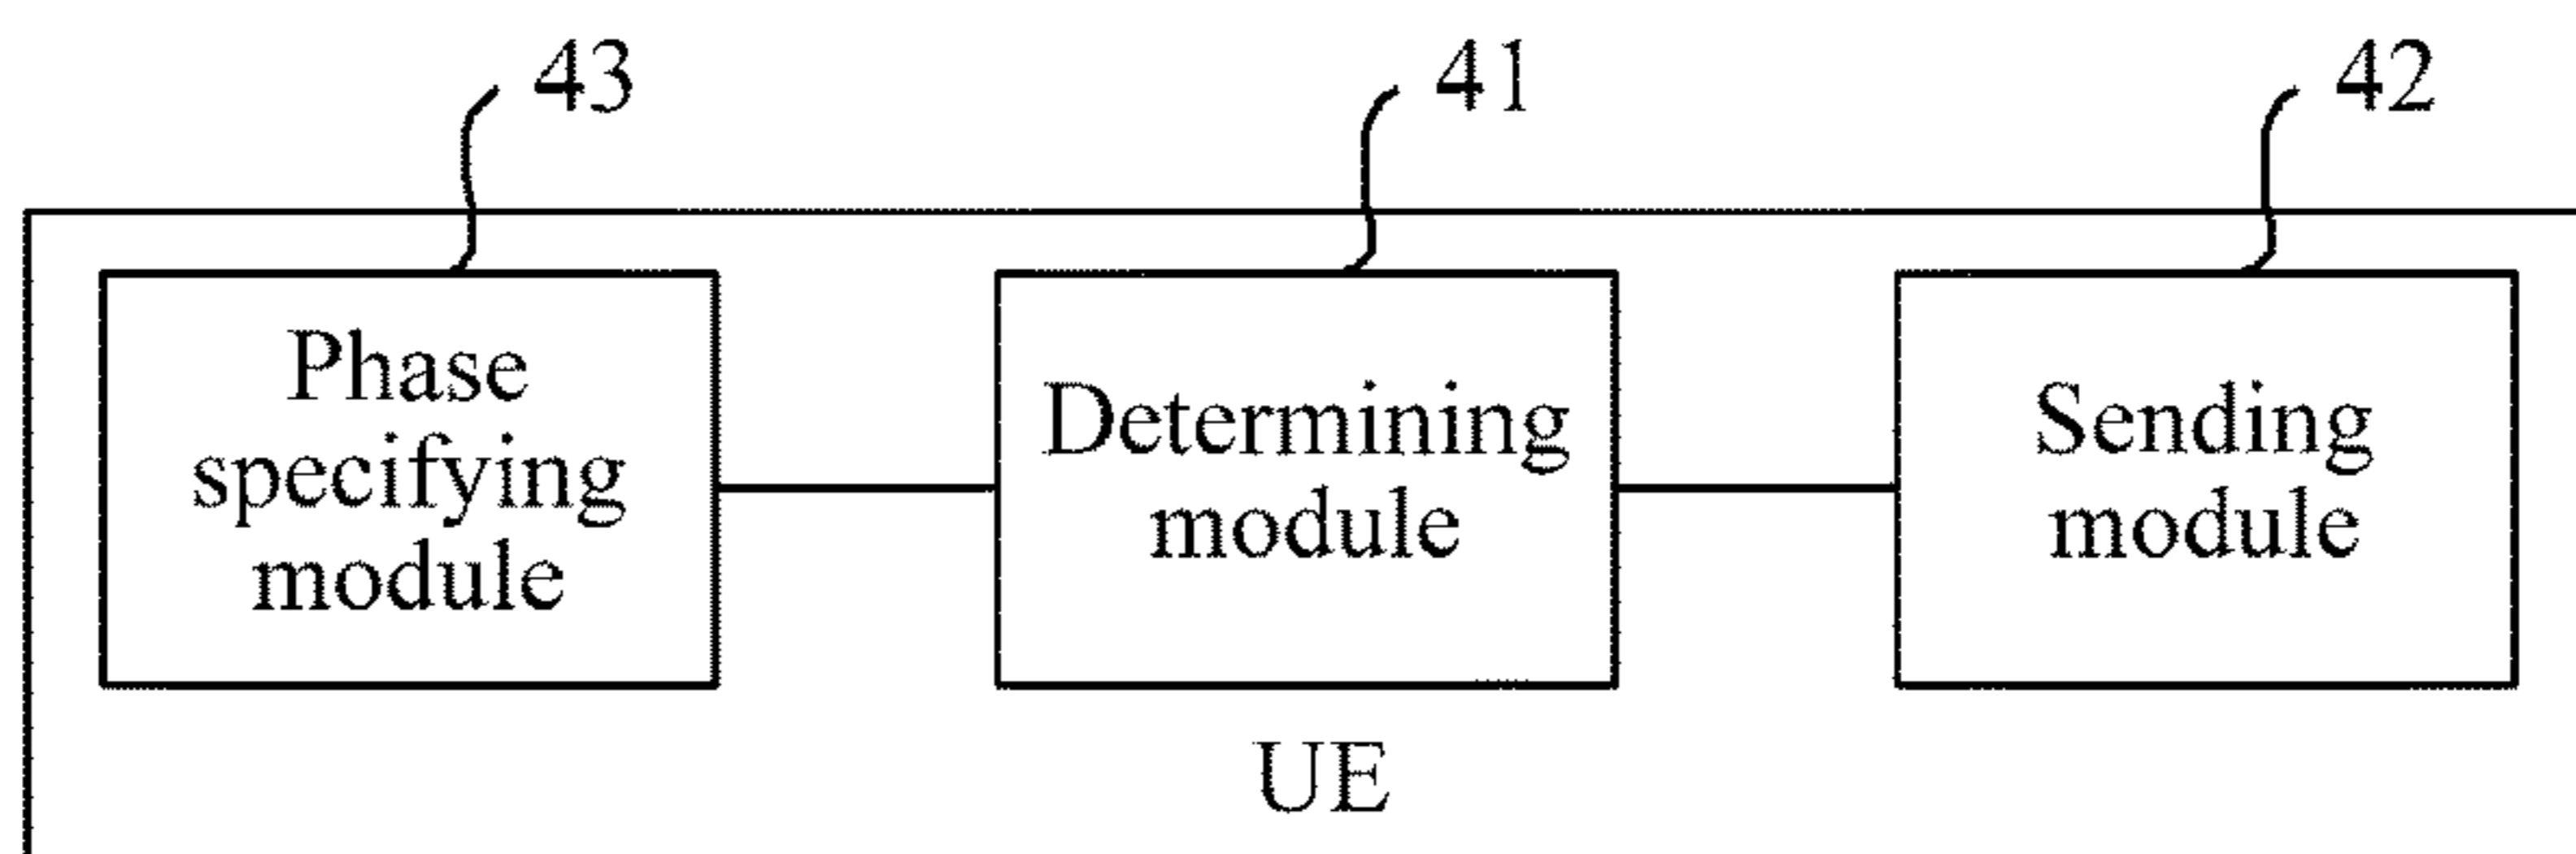 43
41
42
Phase
specifying
module
Determining
module
Sending
module
UE